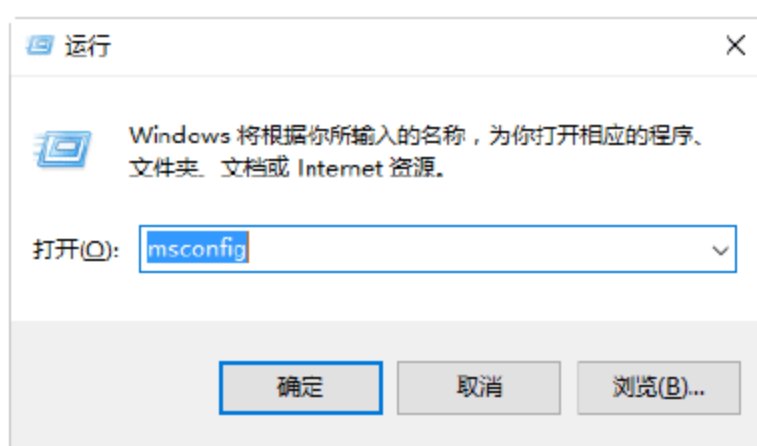 运行
Windows 将根据你所输入的名称，为你打开相应的程序、
文件夹、文档或 Internet 资源。
打开(O): msconfig
确定 取消 浏览(B)...